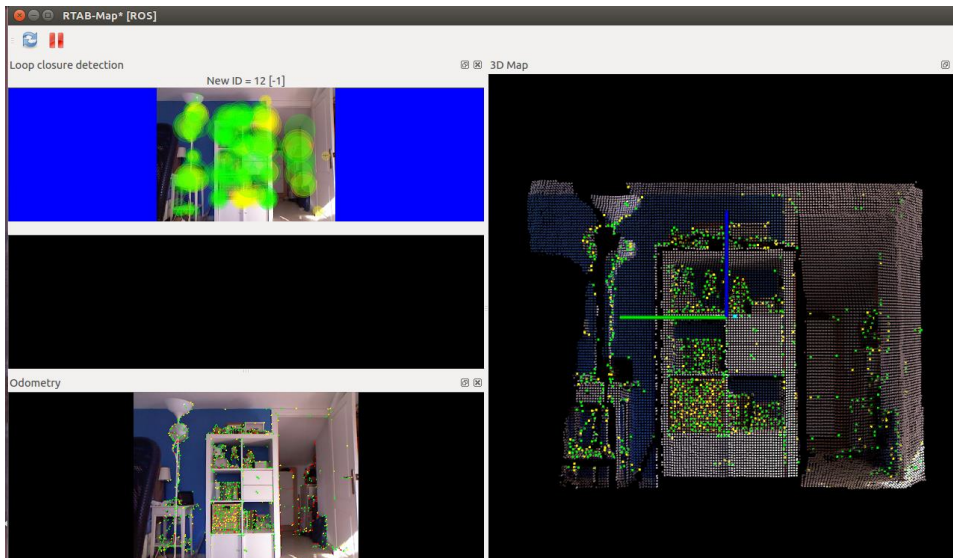 RTAB-Map* [ROS]
Loop closure detection
New ID = 12 [-1]
Odometry
3D Map